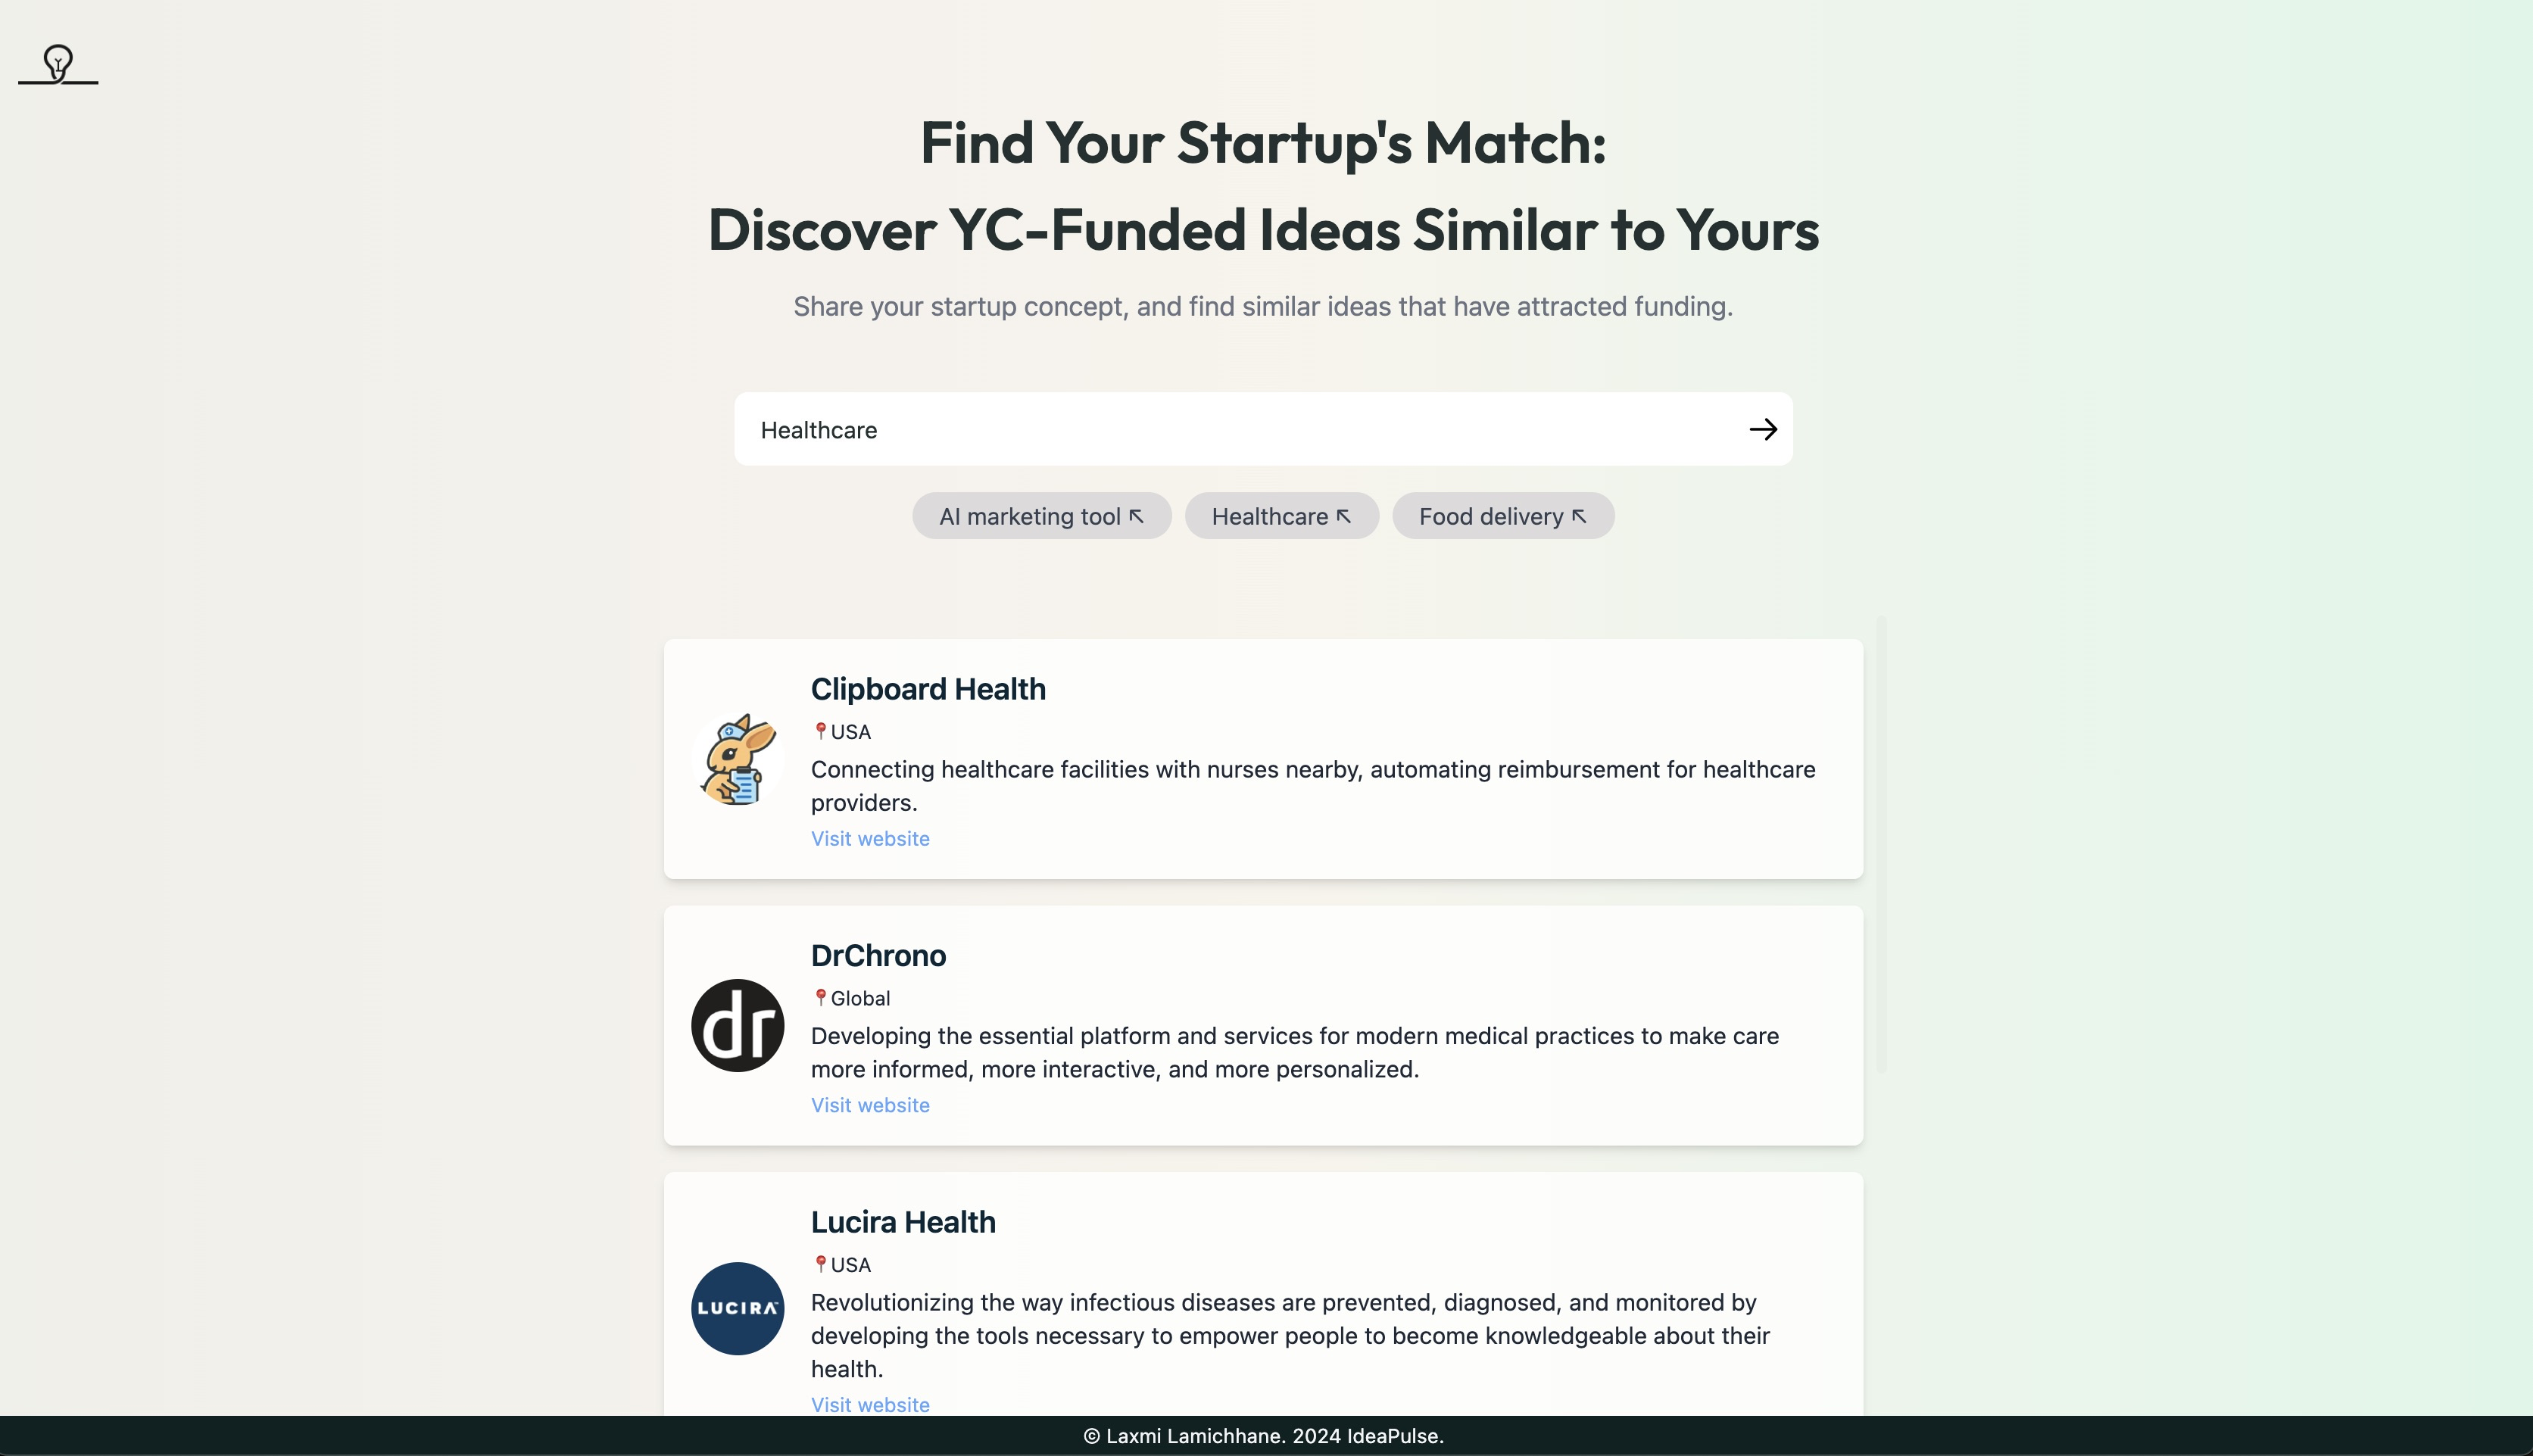 Find Your Startup's Match:
Discover YC-Funded Ideas Similar to Yours
Share your startup concept, and find similar ideas that have attracted funding.
Healthcare
AI marketing tool
Healthcare
Food delivery
Clipboard Health
USA
Connecting healthcare facilities with nurses nearby, automating reimbursement for healthcare
providers.
Visit website
dr
DrChrono
Global
Developing the essential platform and services for modern medical practices to make care
more informed, more interactive, and more personalized.
Visit website
LUCIRA
Lucira Health
USA
Revolutionizing the way infectious diseases are prevented, diagnosed, and monitored by
developing the tools necessary to empower people to become knowledgeable about their
health.
Visit website
© Laxmi Lamichhane. 2024 IdeaPulse.